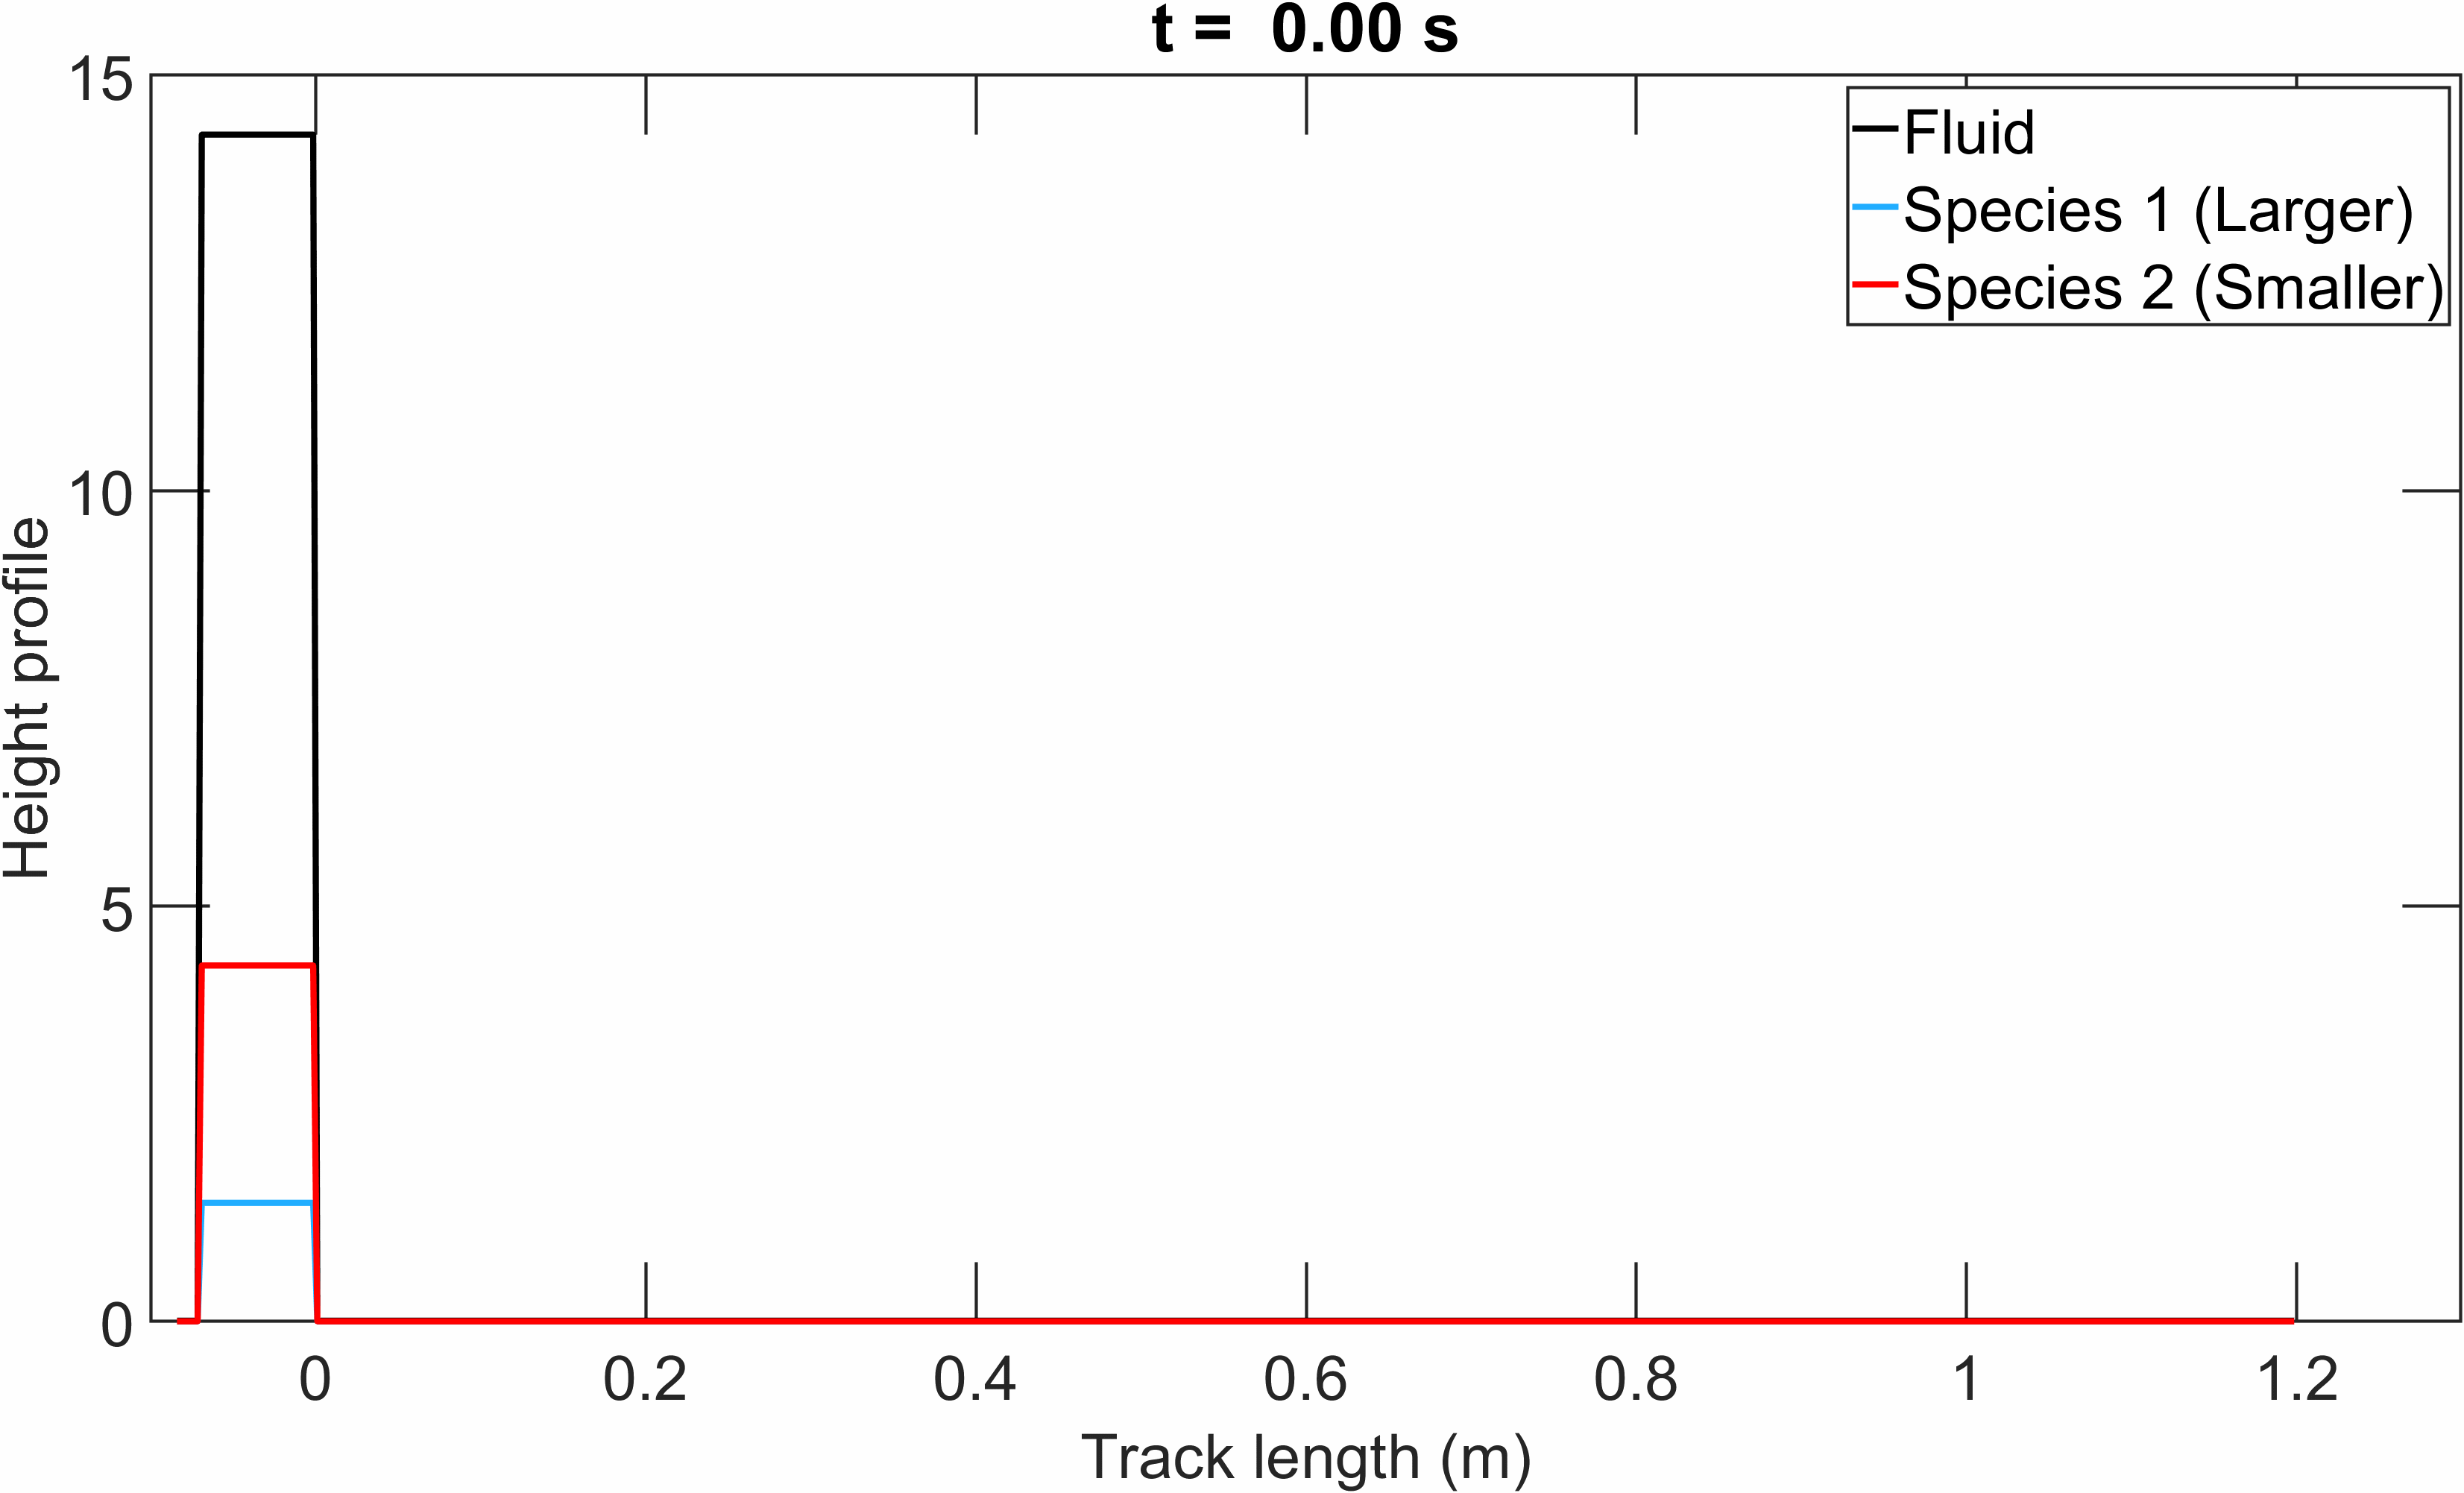 t =  0.00 s
15
10
5
0
Height profile
Fluid
Species 1 (Larger)
Species 2 (Smaller)
0 0.2 0.4 0.6 0.8 1 1.2
Track length (m)